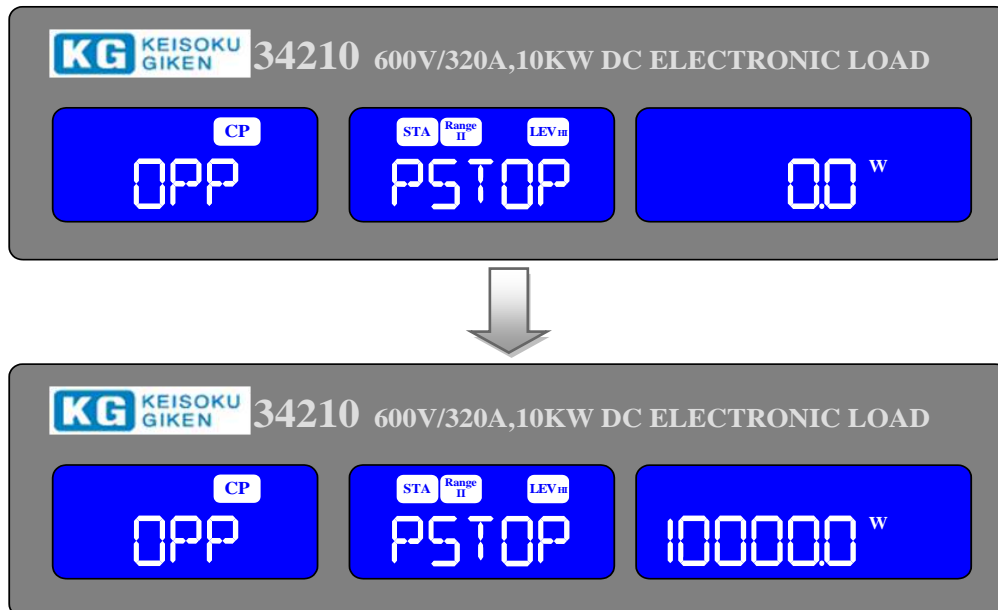 KG KEISOKU GIKEN 34210 600V/320A,10KW DC ELECTRONIC LOAD
CP STA Range II LEV HI
OPP PSTOP 0.0 W
KG KEISOKU GIKEN 34210 600V/320A,10KW DC ELECTRONIC LOAD
CP STA Range II LEV HI
OPP PSTOP 10000.0 W